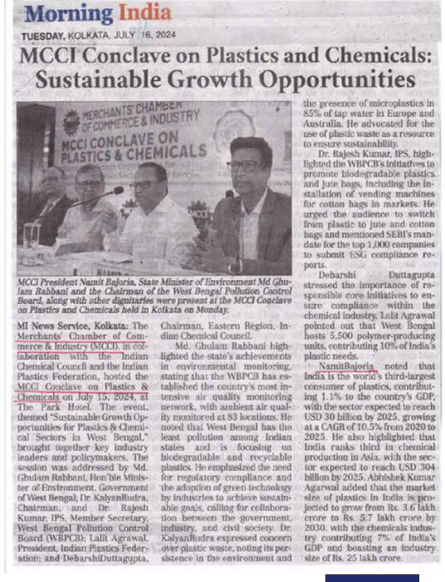 Morning India
TUESDAY, KOLKATA, JULY 16, 2024
MCCI Conclave on Plastics and Chemicals:
Sustainable Growth Opportunities
MERCHANTS' CHAMBER
OF COMMERCE & INDUSTRY
MCCI CONCLAVE ON
PLASTICS & CHEMICALS
MCCI President Namit Bajoria, State Minister of Environment Md Ghu-
lam Rabbani and the Chairman of the West Bengal Pollution Control
Board, along with other dignitaries were present at the MCCI Conclave
on Plastics and Chemicals held in Kolkata on Monday.
MI News Service, Kolkata: The
Merchants' Chamber of Com-
merce & Industry (MCCI), in col-
laboration with the Indian
Chemical Council and the Indian
Plastics Federation, hosted the
MCCI Conclave on Plastics &
Chemicals on July 15, 2024, at
The Park Hotel. The event,
themed "Sustainable Growth Op-
portunities for Plastics & Chemi-
cal Sectors in West Bengal,"
brought together key industry
leaders and policymakers. The
session was addressed by Md.
Ghulam Rabbani, Hon'ble Minis-
ter of Environment, Government
of West Bengal; Dr. KalyanRudra,
Chairman, and Dr. Rajesh
Kumar, IPS, Member Secretary,
West Bengal Pollution Control
Board (WBPCB); Lalit Agrawal,
President, Indian Plastics Feder-
ation; and DebarshiDuttagupta,
Chairman, Eastern Region, In-
dian Chemical Council.
Md. Ghulam Rabbani high-
lighted the state's achievements
in environmental monitoring,
stating that the WBPCB has es-
tablished the country's most in-
tensive air quality monitoring
network, with ambient air qual-
ity monitored at 83 locations. He
noted that West Bengal has the
least pollution among Indian
states and is focusing on
biodegradable and recyclable
plastics. He emphasized the need
for regulatory compliance and
the adoption of green technology
by industries to achieve sustain-
able goals, calling for collabora-
tion between the government,
industry, and civil society. Dr.
KalyanRudra expressed concern
over plastic waste, noting its per-
sistence in the environment and
the presence of microplastics in
85% of tap water in Europe and
Australia. He advocated for the
use of plastic waste as a resource
to ensure sustainability.
Dr. Rajesh Kumar, IPS, high-
lighted the WBPCB's initiatives to
promote biodegradable plastics
and jute bags, including the in-
stallation of vending machines
for cotton bags in markets. He
urged the audience to switch
from plastic to jute and cotton
bags and mentioned SEBI's man-
date for the top 1,000 companies
to submit ESG compliance re-
ports.
Debarshi Duttagupta
stressed the importance of re-
sponsible core initiatives to en-
sure compliance within the
chemical industry. Lalit Agrawal
pointed out that West Bengal
hosts 5,500 polymer-producing
units, contributing 10% of India's
plastic needs.
NamitBajoria, noted that
India is the world's third-largest
consumer of plastics, contribut-
ing 1.1% to the country's GDP,
with the sector expected to reach
USD 30 billion by 2025, growing
at a CAGR of 10.5% from 2020 to
2025. He also highlighted that
India ranks third in chemical
production in Asia, with the sec-
tor expected to reach USD 304
billion by 2025. Abhishek Kumar
Agarwal added that the market
size of plastics in India is pro-
jected to grow from Rs. 3.6 lakh
crore to Rs. 5.7 lakh crore by
2030, with the chemicals indus-
try contributing 7% of India's
GDP and boasting an industry
size of Rs. 25 lakh crore.